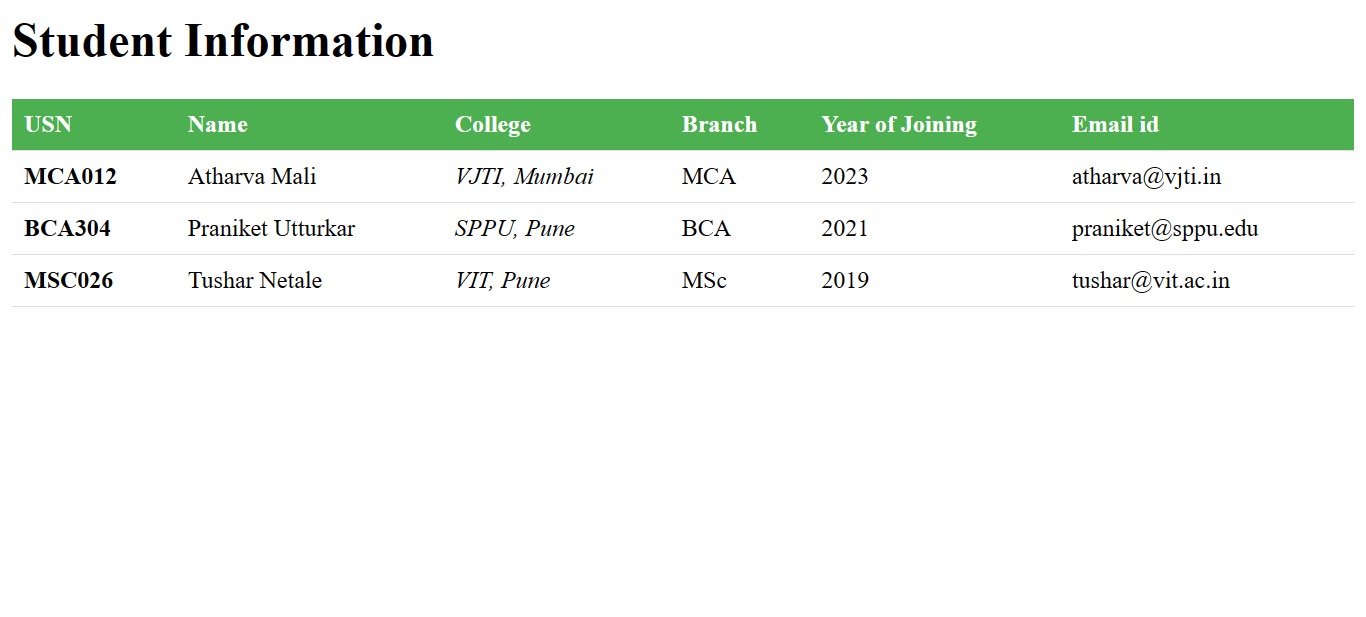 Student Information
USN Name College Branch Year of Joining Email id
MCA012 Atharva Mali VJTI, Mumbai MCA 2023 atharva@vjti.in
BCA304 Praniket Utturkar SPPU, Pune BCA 2021 praniket@sppu.edu
MSC026 Tushar Netale VIT, Pune MSc 2019 tushar@vit.ac.in